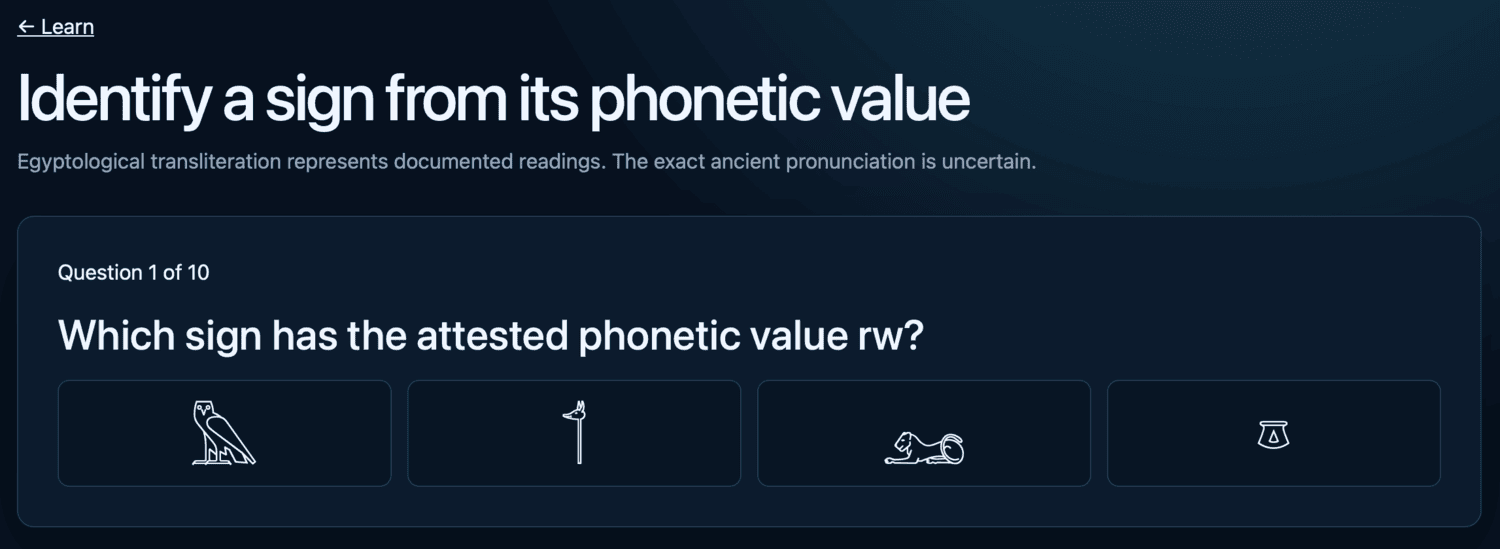 ← Learn
Identify a sign from its phonetic value
Egyptological transliteration represents documented readings. The exact ancient pronunciation is uncertain.
Question 1 of 10
Which sign has the attested phonetic value rw?
𓅓 𓌀 𓃭 𓎼